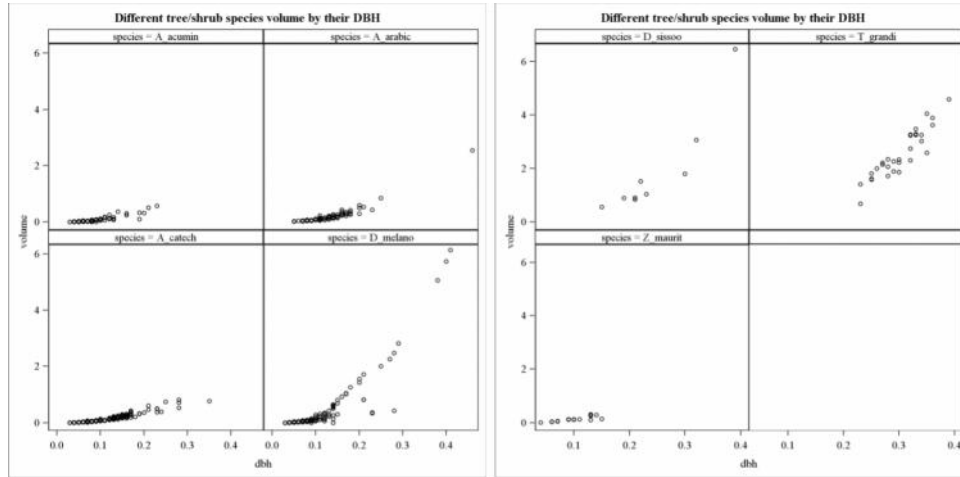 Different tree/shrub species volume by their DBH
species = A_acumin
species = A_arabic
6
4
2
0
species = A_catech
species = D_melano
6
4
2
0
volume
0.0 0.1 0.2 0.3 0.4 0.0 0.1 0.2 0.3 0.4
dbh
Different tree/shrub species volume by their DBH
species = D_sissoo
species = T_grandi
6
4
2
0
species = Z_maurit
6
4
2
0
volume
0.1 0.2 0.3 0.4 0.1 0.2 0.3 0.4
dbh